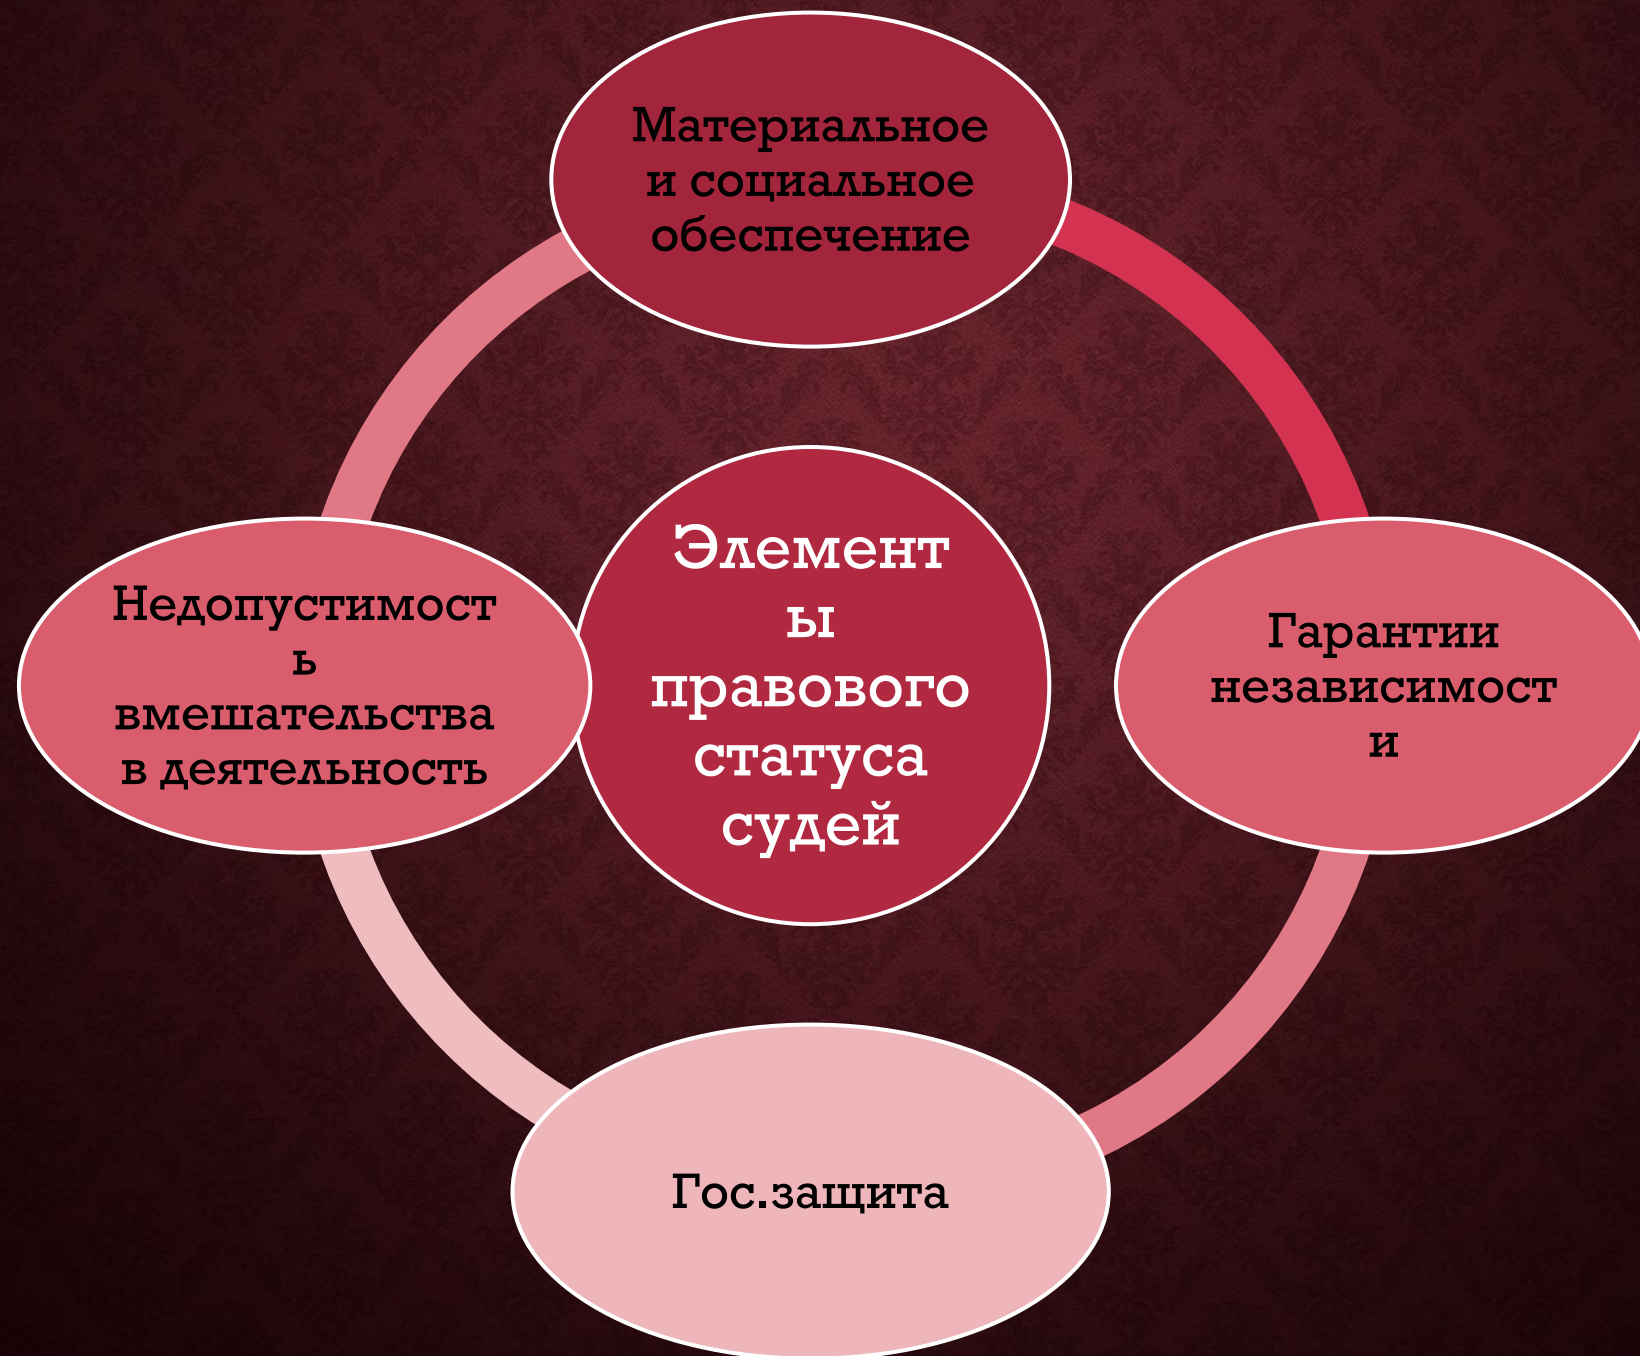 Материальное
и социальное
обеспечение
Элемент
ы
правового
статуса
судей
Недопустимост
ь
вмешательства
в деятельность
Гарантии
независимост
и
Гос.защита